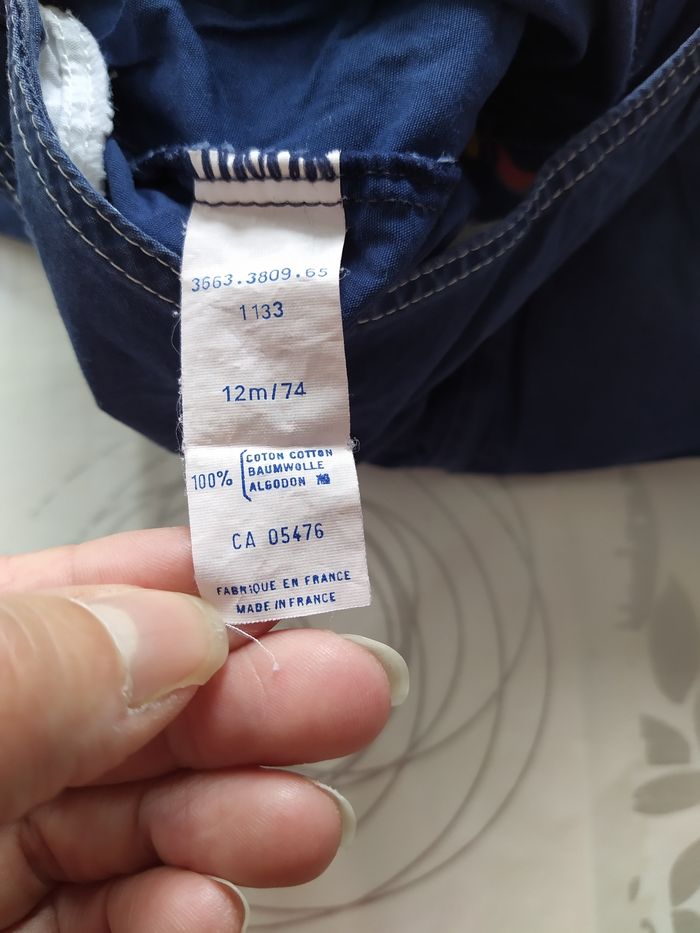 3663.3809.65
1133
12m/74
100% COTON COTTON
BAUMWOLLE
ALGODON
CA 05476
FABRIQUE EN FRANCE
MADE IN FRANCE